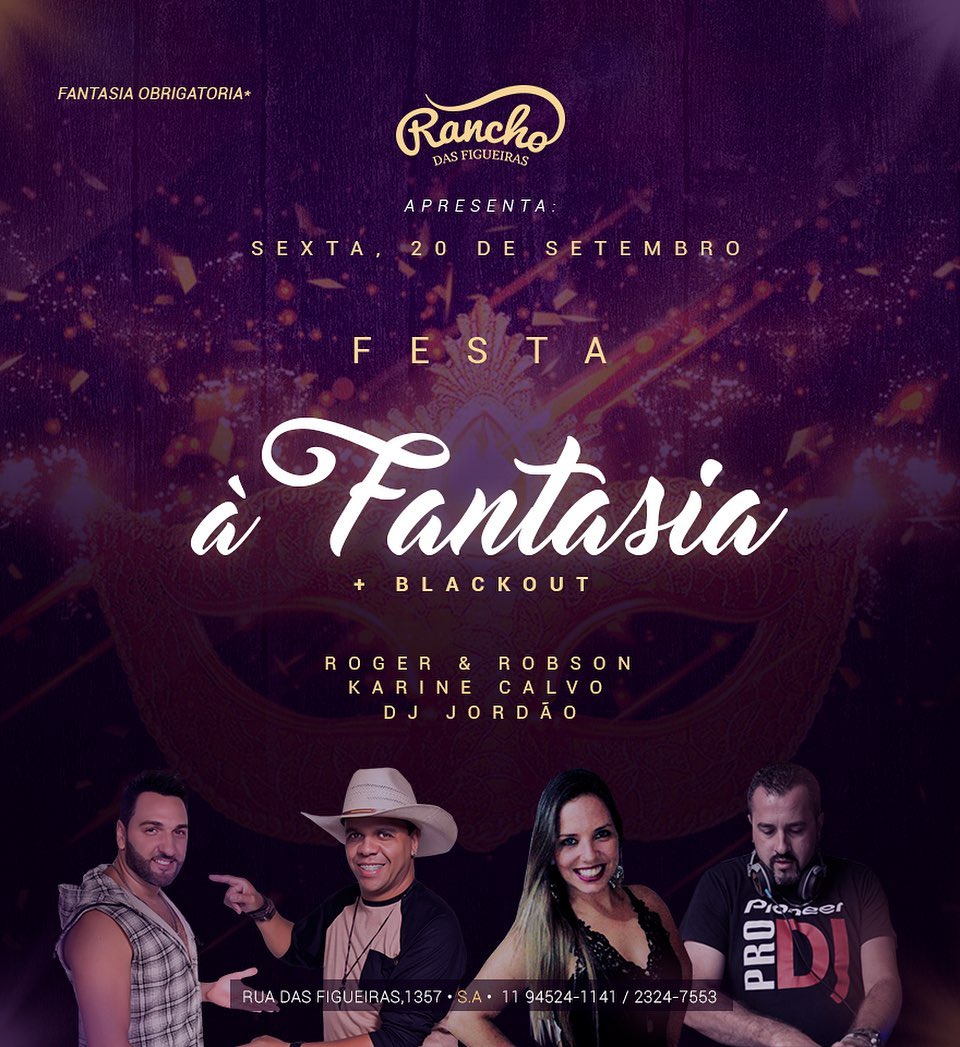 FANTASIA OBRIGATORIA*
Rancho
DAS FIGUEIRAS
APRESENTA:
SEXTA, 20 DE SETEMBRO
FESTA
à Fantasia
+ BLACKOUT
ROGER & ROBSON
KARINE CALVO
DJ JORDÃO
Pioneer
PRO DJ
RUA DAS FIGUEIRAS,1357 • S.A • 11 94524-1141 / 2324-7553